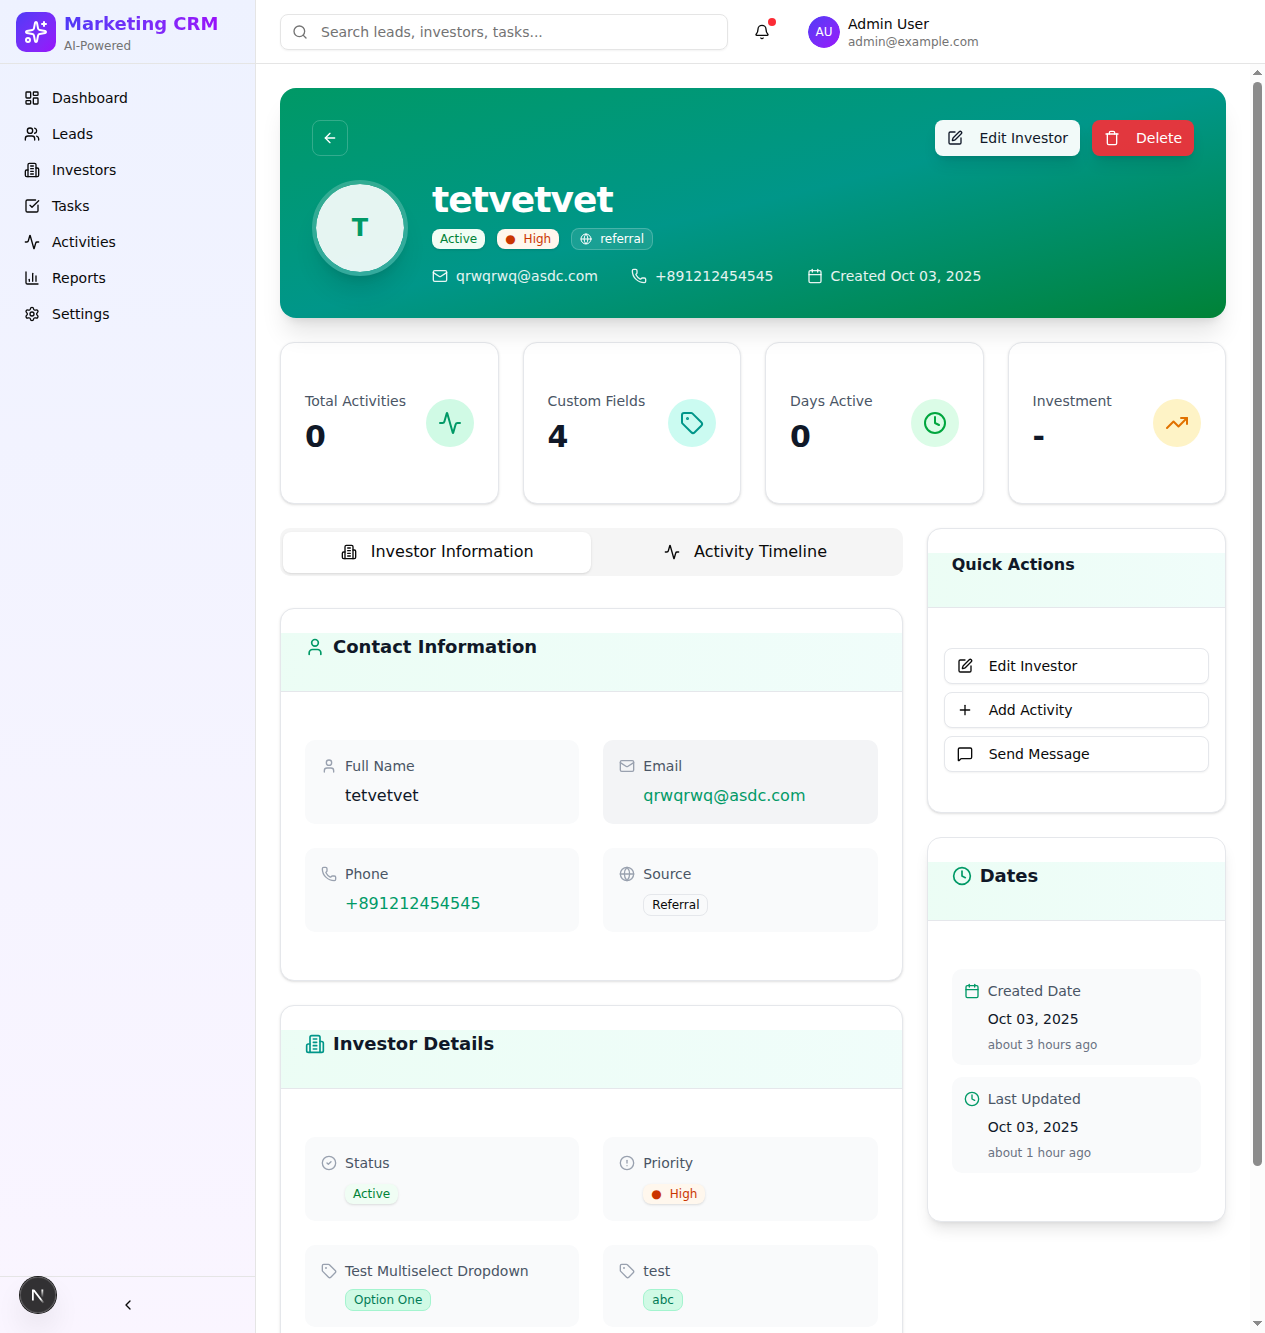 Marketing CRM
AI-Powered
Dashboard
Leads
Investors
Tasks
Activities
Reports
Settings
N
Search leads, investors, tasks...
AU
Admin User
admin@example.com
Edit Investor
Delete
T
tetvetvet
Active
High
referral
qrwqrwq@asdc.com
+891212454545
Created Oct 03, 2025
Total Activities
0
Custom Fields
4
Days Active
0
Investment
-
Investor Information
Activity Timeline
Contact Information
Full Name
tetvetvet
Email
qrwqrwq@asdc.com
Phone
+891212454545
Source
Referral
Investor Details
Status
Active
Priority
High
Test Multiselect Dropdown
Option One
test
abc
Quick Actions
Edit Investor
Add Activity
Send Message
Dates
Created Date
Oct 03, 2025
about 3 hours ago
Last Updated
Oct 03, 2025
about 1 hour ago